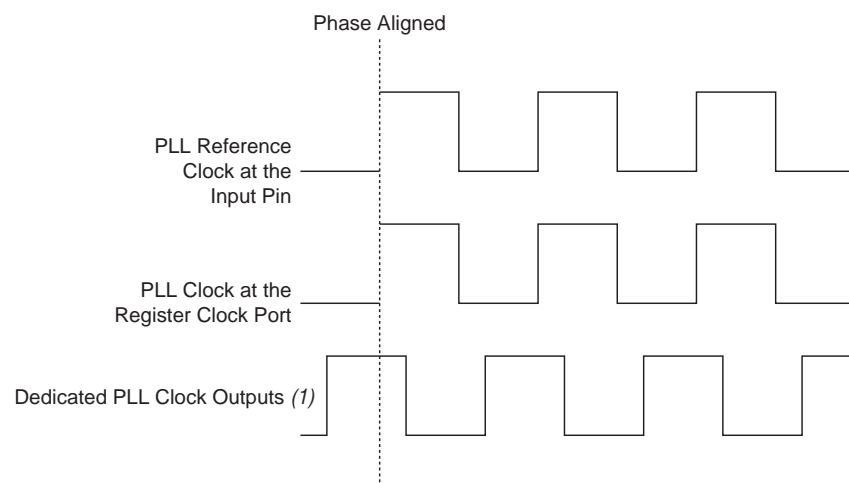 Phase Aligned
PLL Reference
Clock at the
Input Pin
PLL Clock at the
Register Clock Port
Dedicated PLL Clock Outputs (1)